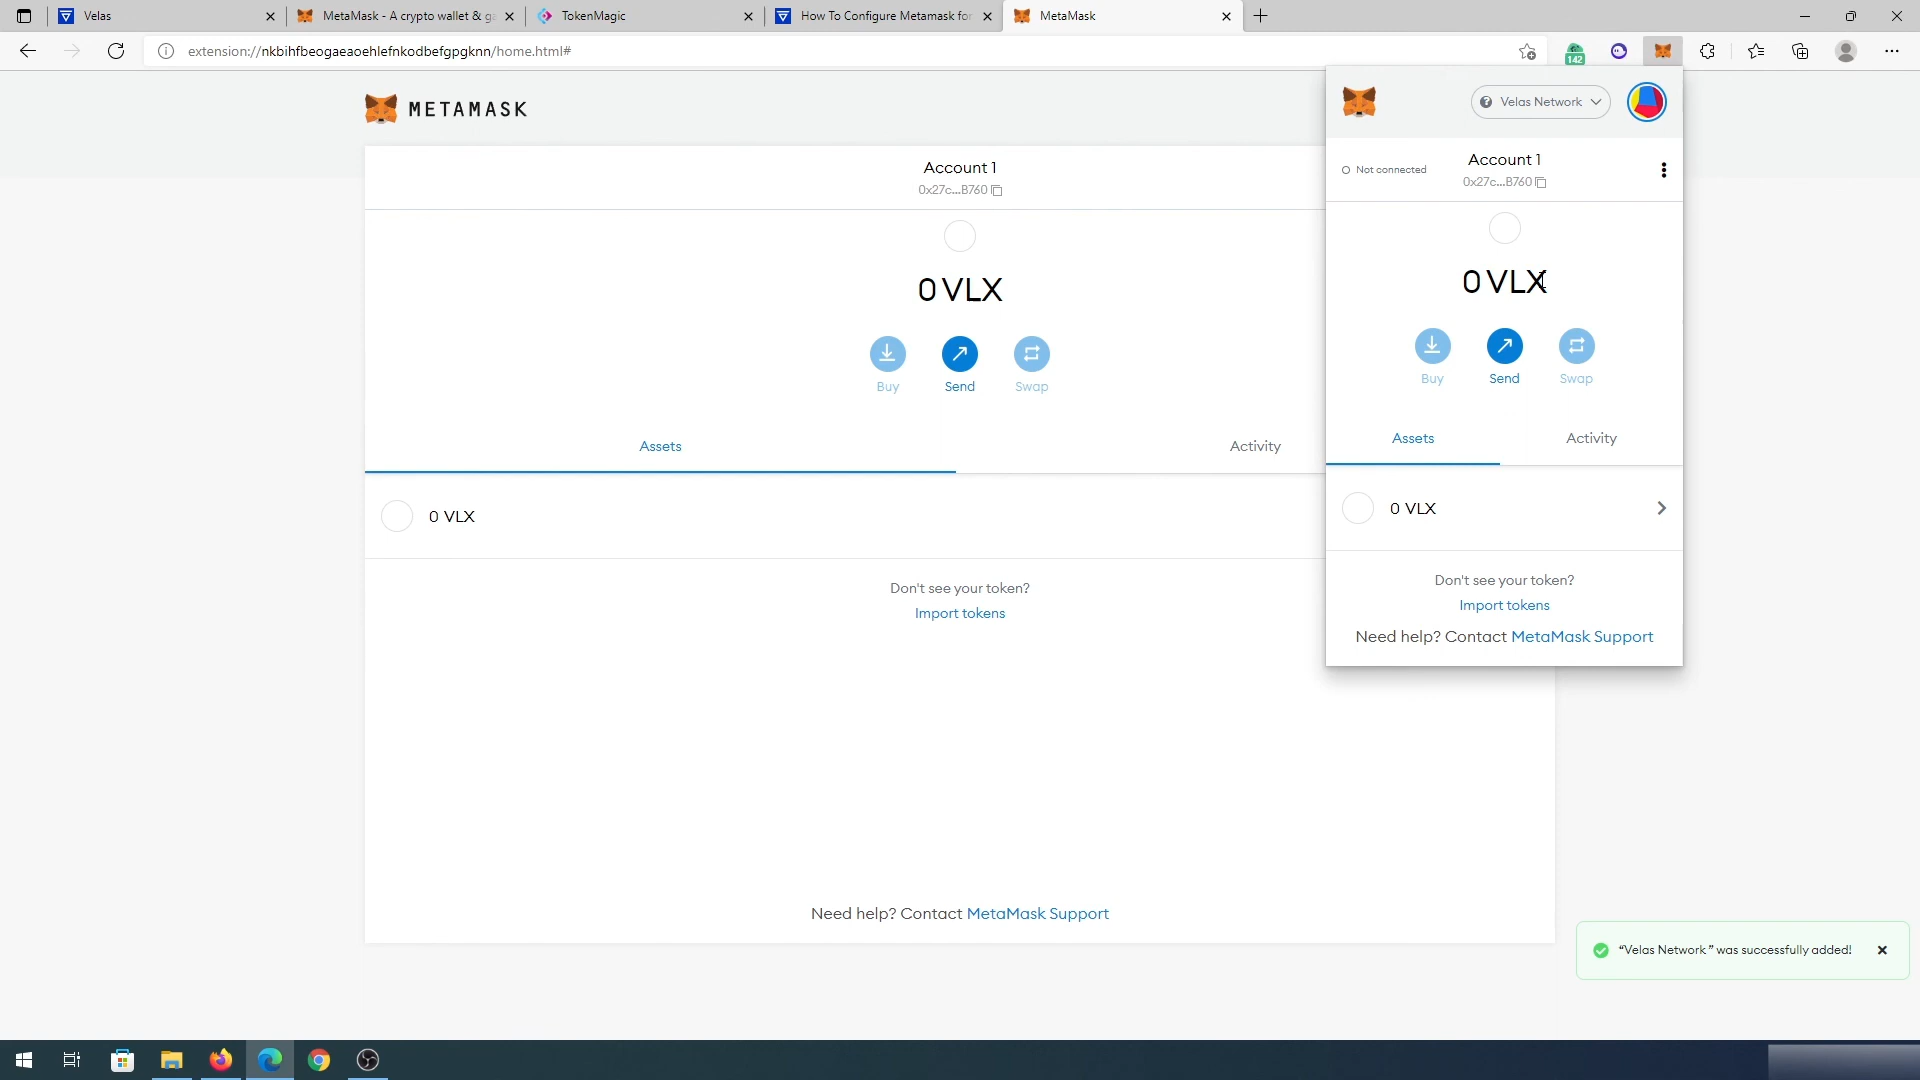 Velas
MetaMask - A crypto wallet & ga
TokenMagic
How To Configure Metamask for
MetaMask
extension://nkbihfbeogaeaoehlefnkodbefgpgknn/home.html#
142
METAMASK
Account 1
0x27c...B760
0 VLX
Buy
Send
Swap
Assets
Activity
0 VLX
Don't see your token?
Import tokens
Need help? Contact MetaMask Support
Velas Network
Not connected
Account 1
0x27c...B760
0 VLX
Buy
Send
Swap
Assets
Activity
0 VLX
Don't see your token?
Import tokens
Need help? Contact MetaMask Support
“Velas Network ” was successfully added!